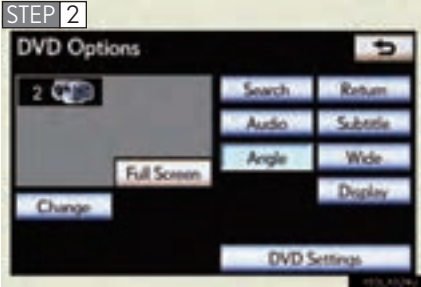 STEP 2
DVD Options
2
Search Return
Audio Subtitle
Angle Wide
Full Screen
Display
Change
DVD Settings